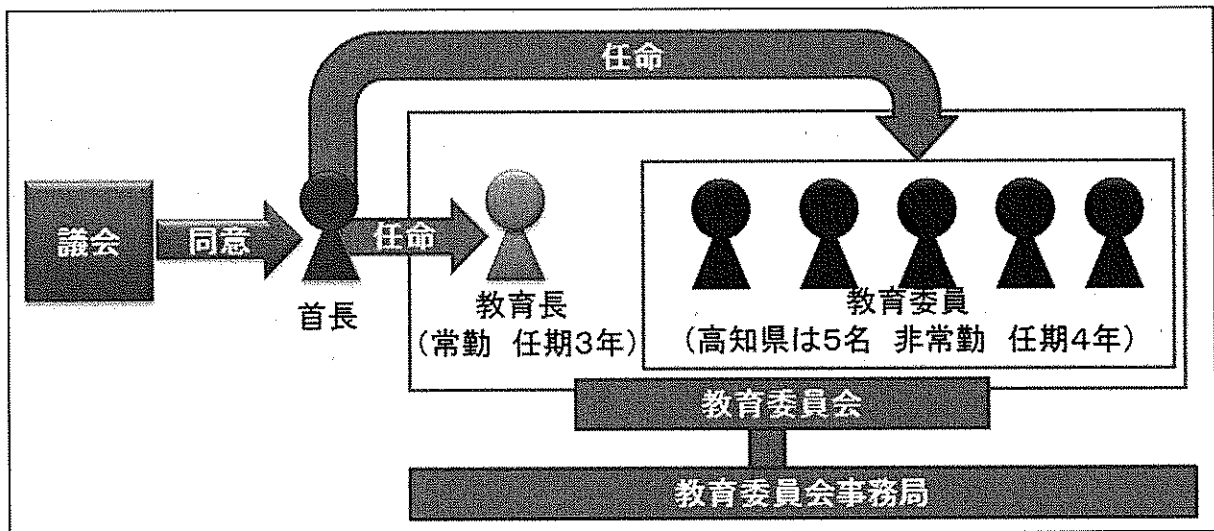 任命
議会
同意
首長
任命
教育長
(常勤 任期3年)
教育委員
(高知県は5名 非常勤 任期4年)
教育委員会
教育委員会事務局